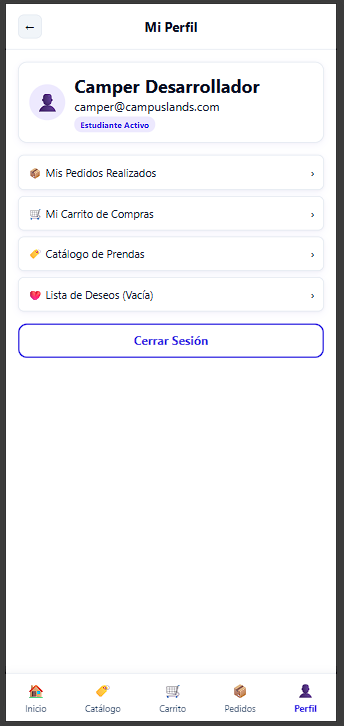 ←
Mi Perfil
Camper Desarrollador
camper@campuslands.com
Estudiante Activo
Mis Pedidos Realizados ›
Mi Carrito de Compras ›
Catálogo de Prendas ›
Lista de Deseos (Vacía) ›
Cerrar Sesión
Inicio Catálogo Carrito Pedidos Perfil